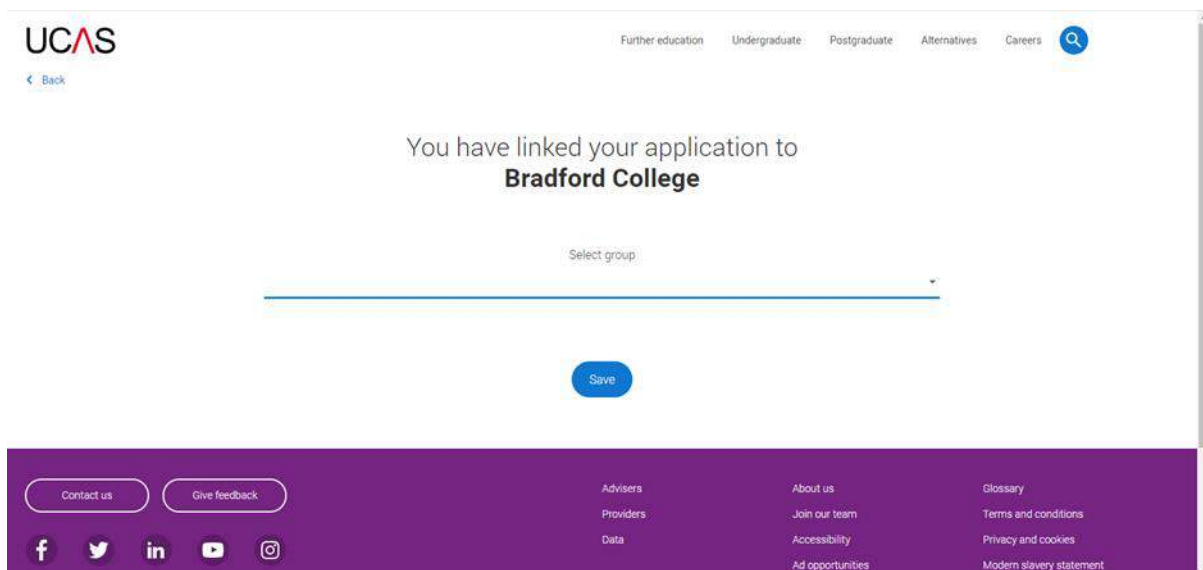 UCAS
Further education Undergraduate Postgraduate Alternatives Careers
Back
You have linked your application to
Bradford College
Select group
Save
Contact us Give feedback
Advisers About us Glossary
Providers Join our team Terms and conditions
Data Accessibility Privacy and cookies
Ad opportunities Modern slavery statement